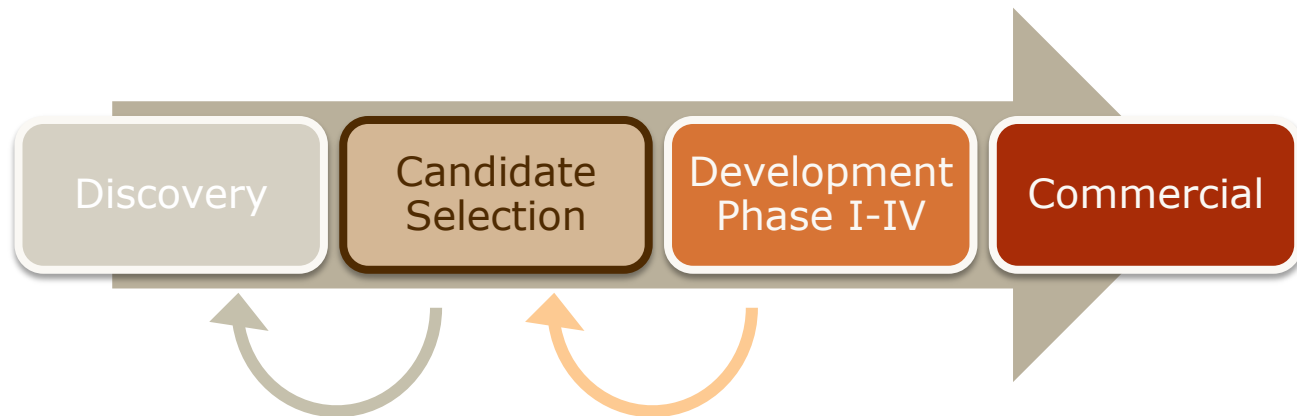 Discovery
Candidate
Selection
Development
Phase I-IV
Commercial